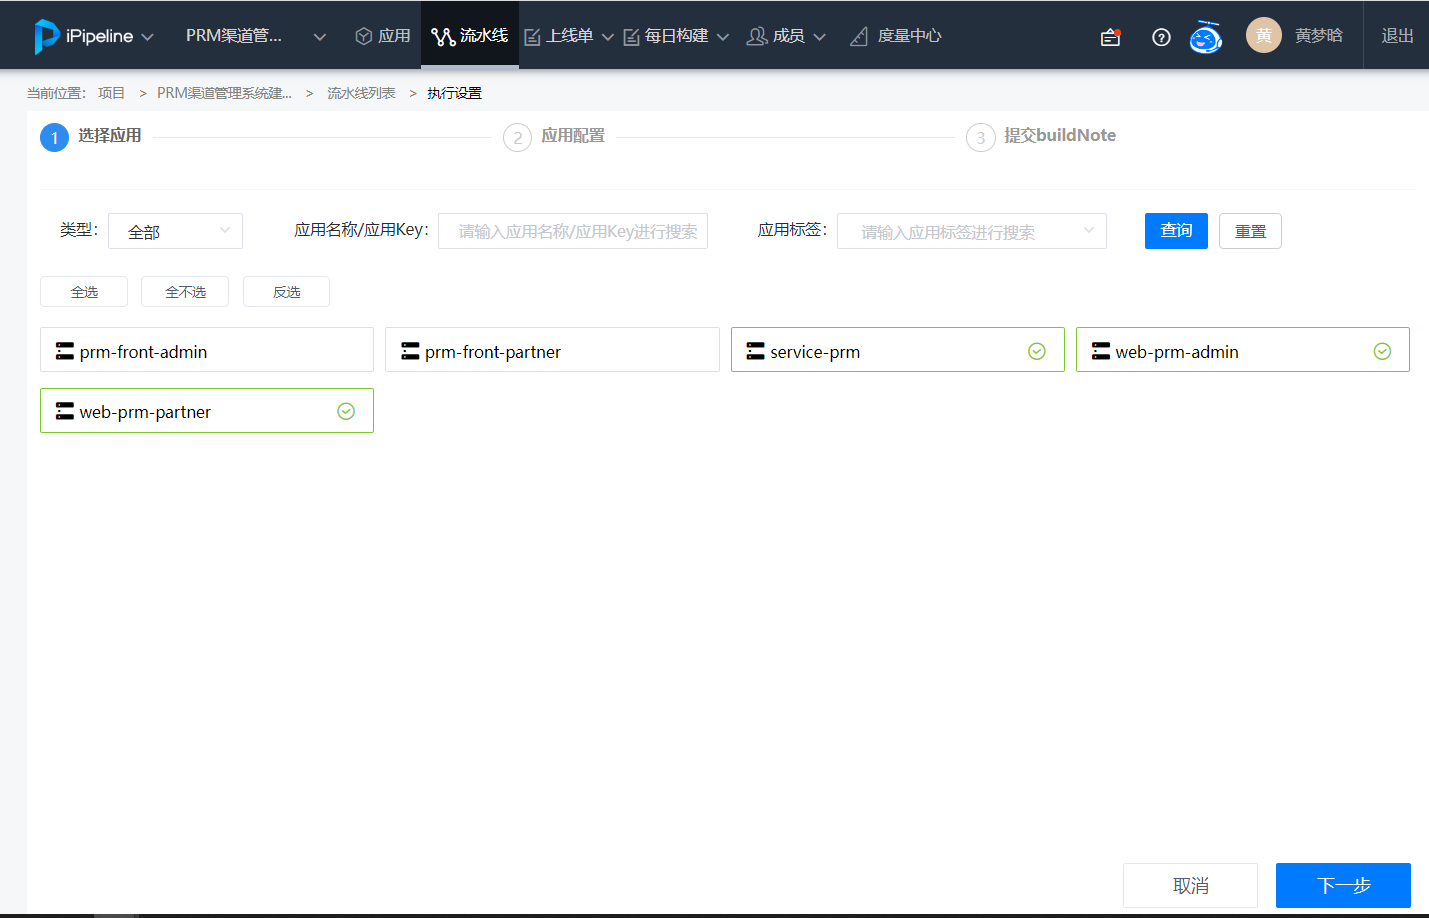 iPipeline PRM渠道管... 应用 流水线 上线单 每日构建 成员 度量中心 黄 黄梦晗 退出
当前位置： 项目 > PRM渠道管理系统建... > 流水线列表 > 执行设置
1 选择应用 2 应用配置 3 提交buildNote
类型： 全部 应用名称/应用Key： 请输入应用名称/应用Key进行搜索 应用标签： 请输入应用标签进行搜索 查询 重置
全选 全不选 反选
prm-front-admin prm-front-partner service-prm web-prm-admin
web-prm-partner
取消 下一步